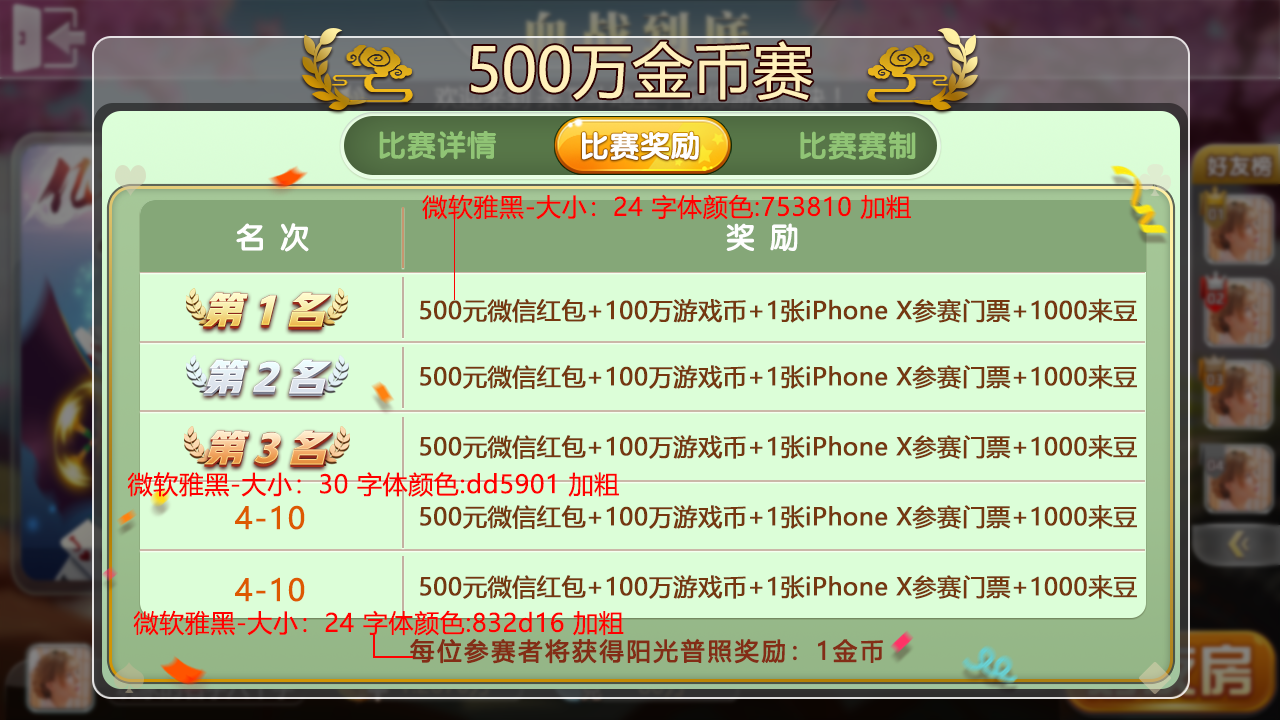 血战到底
500万金币赛
比赛详情 比赛奖励 比赛赛制
好友榜
微软雅黑-大小：24 字体颜色:753810 加粗
名 次 奖 励
第1名 500元微信红包+100万游戏币+1张iPhone X参赛门票+1000来豆
第2名 500元微信红包+100万游戏币+1张iPhone X参赛门票+1000来豆
02
第3名 500元微信红包+100万游戏币+1张iPhone X参赛门票+1000来豆
04
微软雅黑-大小：30 字体颜色:dd5901 加粗
4-10 500元微信红包+100万游戏币+1张iPhone X参赛门票+1000来豆
4-10 500元微信红包+100万游戏币+1张iPhone X参赛门票+1000来豆
微软雅黑-大小：24 字体颜色:832d16 加粗
每位参赛者将获得阳光普照奖励：1金币
房